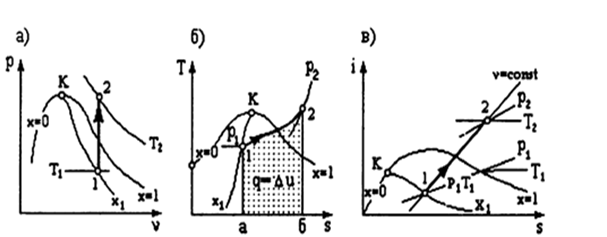 а)
p
K
2
x=0
T₁
1
T₂
x₁
x=1
v
б)
T
p₂
K
2
p₁
x=0
1
x=1
q=Δu
x₁
a
б
s
в)
i
v=const
2
p₂
T₂
K
p₁
T₁
x=0
1
p₁T₁
x₁
x=1
s